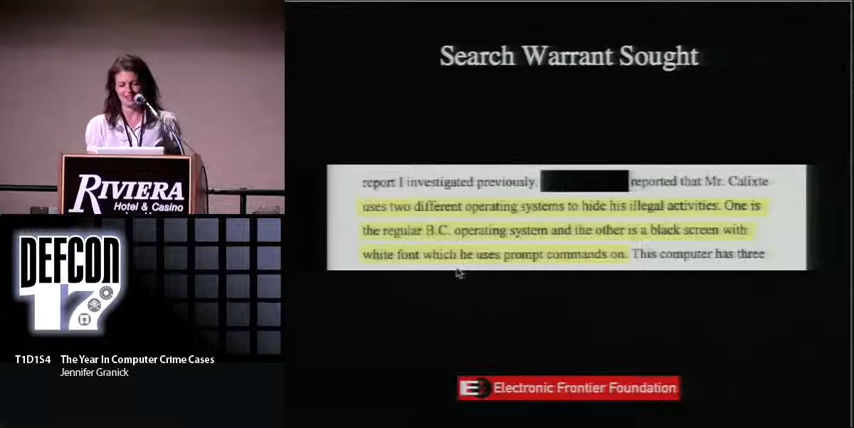 Search Warrant Sought
report I investigated previously. reported that Mr. Calixte
uses two different operating systems to hide his illegal activities. One is
the regular B.C. operating system and the other is a black screen with
white font which he uses prompt commands on. This computer has three
RIVIERA
Hotel & Casino
DEFCON
17
T1D1S4 The Year In Computer Crime Cases
Jennifer Granick
E Electronic Frontier Foundation